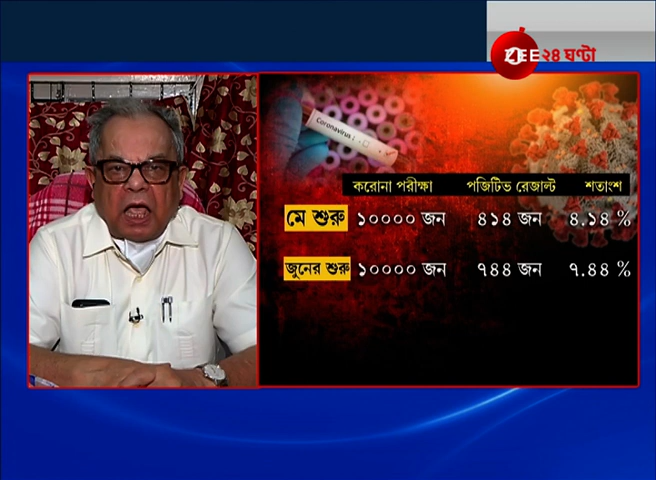 ZEE ২৪ ঘণ্টা
Coronavirus
করোনা পরীক্ষা পজিটিভ রেজাল্ট শতাংশ
মে শুরু ১০০০০ জন ৪১৪ জন ৪.১৪ %
জুনের শুরু ১০০০০ জন ৭৪৪ জন ৭.৪৪ %